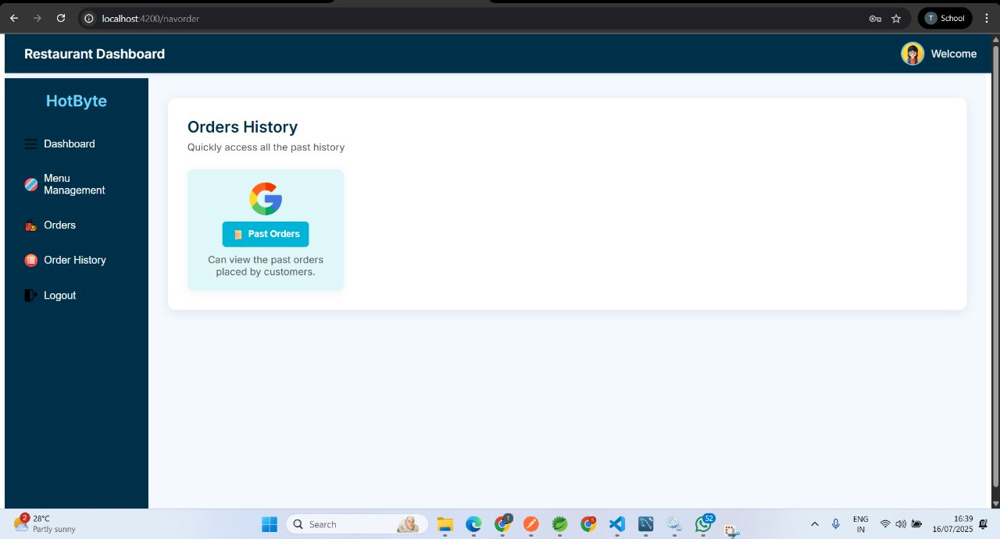 localhost:4200/navorder
T School
Restaurant Dashboard
Welcome
HotByte
Dashboard
Menu
Management
Orders
Order History
Logout
Orders History
Quickly access all the past history
Past Orders
Can view the past orders
placed by customers.
2
28°C
Partly sunny
Search
T
S
52
ENG
IN
16:39
16/07/2025